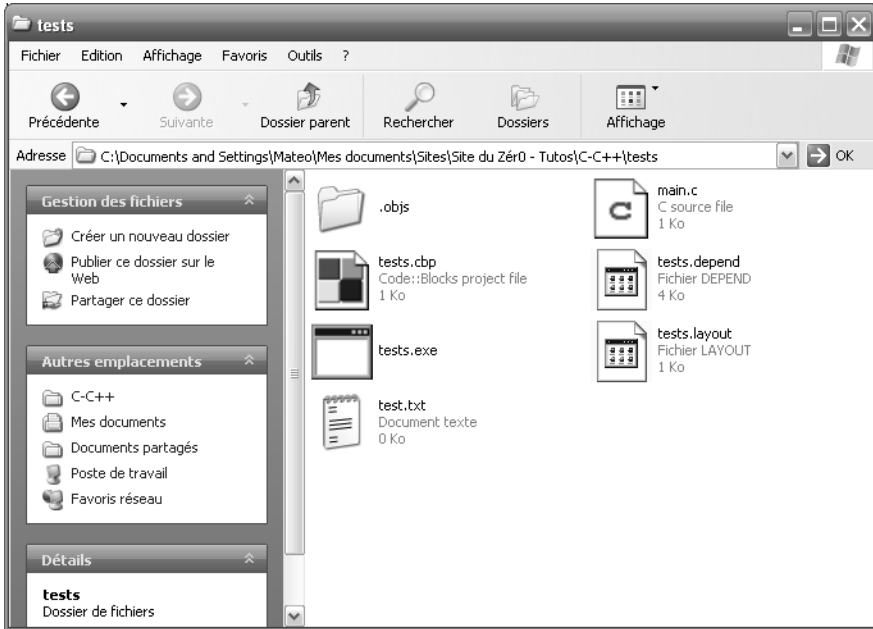 tests
Fichier Edition Affichage Favoris Outils ?
Précédente Suivante Dossier parent Rechercher Dossiers Affichage
Adresse C:\Documents and Settings\Mateo\Mes documents\Sites\Site du Zér0 - Tutos\C-C++\tests OK
Gestion des fichiers
Créer un nouveau dossier
Publier ce dossier sur le
Web
Partager ce dossier
Autres emplacements
C-C++
Mes documents
Documents partagés
Poste de travail
Favoris réseau
Détails
tests
Dossier de fichiers
.objs
main.c
C source file
1 Ko
tests.cbp
Code::Blocks project file
1 Ko
tests.depend
Fichier DEPEND
4 Ko
tests.exe
tests.layout
Fichier LAYOUT
1 Ko
test.txt
Document texte
0 Ko